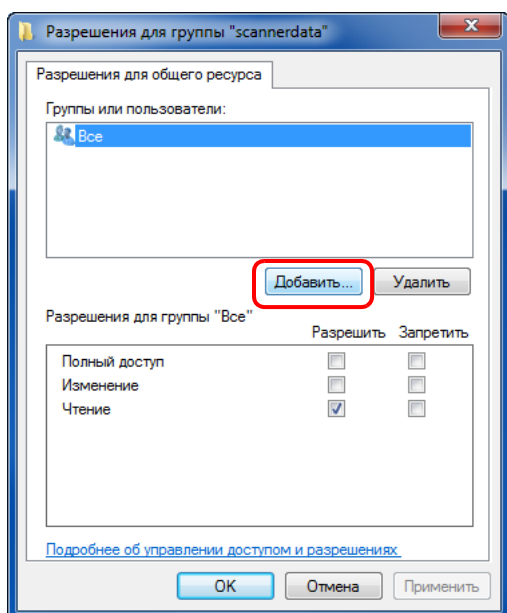 Разрешения для группы "scannerdata"
Разрешения для общего ресурса
Группы или пользователи:
Все
Добавить...
Удалить
Разрешения для группы "Все"
Разрешить Запретить
Полный доступ
Изменение
Чтение
Подробнее об управлении доступом и разрешениях
OK
Отмена
Применить